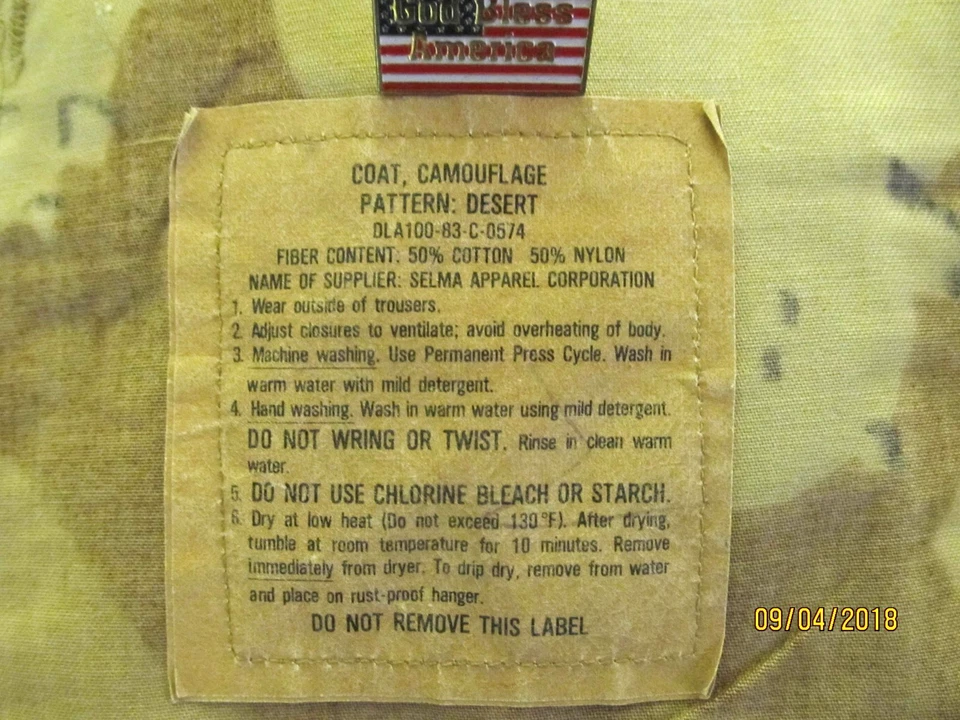 God Bless
America
COAT, CAMOUFLAGE
PATTERN: DESERT
DLA100-83-C-0574
FIBER CONTENT: 50% COTTON 50% NYLON
NAME OF SUPPLIER: SELMA APPAREL CORPORATION
1. Wear outside of trousers.
2. Adjust closures to ventilate; avoid overheating of body.
3. Machine washing. Use Permanent Press Cycle. Wash in
warm water with mild detergent.
4. Hand washing. Wash in warm water using mild detergent.
DO NOT WRING OR TWIST. Rinse in clean warm
water.
5. DO NOT USE CHLORINE BLEACH OR STARCH.
6. Dry at low heat (Do not exceed 130°F). After drying,
tumble at room temperature for 10 minutes. Remove
immediately from dryer. To drip dry, remove from water
and place on rust-proof hanger.
DO NOT REMOVE THIS LABEL
09/04/2018